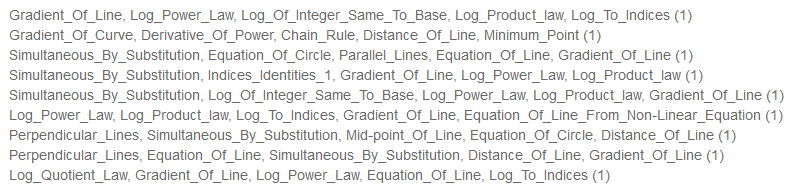 Gradient_Of_Line, Log_Power_Law, Log_Of_Integer_Same_To_Base, Log_Product_law, Log_To_Indices (1)
Gradient_Of_Curve, Derivative_Of_Power, Chain_Rule, Distance_Of_Line, Minimum_Point (1)
Simultaneous_By_Substitution, Equation_Of_Circle, Parallel_Lines, Equation_Of_Line, Gradient_Of_Line (1)
Simultaneous_By_Substitution, Indices_Identities_1, Gradient_Of_Line, Log_Power_Law, Log_Product_law (1)
Simultaneous_By_Substitution, Log_Of_Integer_Same_To_Base, Log_Power_Law, Log_Product_law, Gradient_Of_Line (1)
Log_Power_Law, Log_Product_law, Log_To_Indices, Gradient_Of_Line, Equation_Of_Line_From_Non-Linear_Equation (1)
Perpendicular_Lines, Simultaneous_By_Substitution, Mid-point_Of_Line, Equation_Of_Circle, Distance_Of_Line (1)
Perpendicular_Lines, Equation_Of_Line, Simultaneous_By_Substitution, Distance_Of_Line, Gradient_Of_Line (1)
Log_Quotient_Law, Gradient_Of_Line, Log_Power_Law, Equation_Of_Line, Log_To_Indices (1)